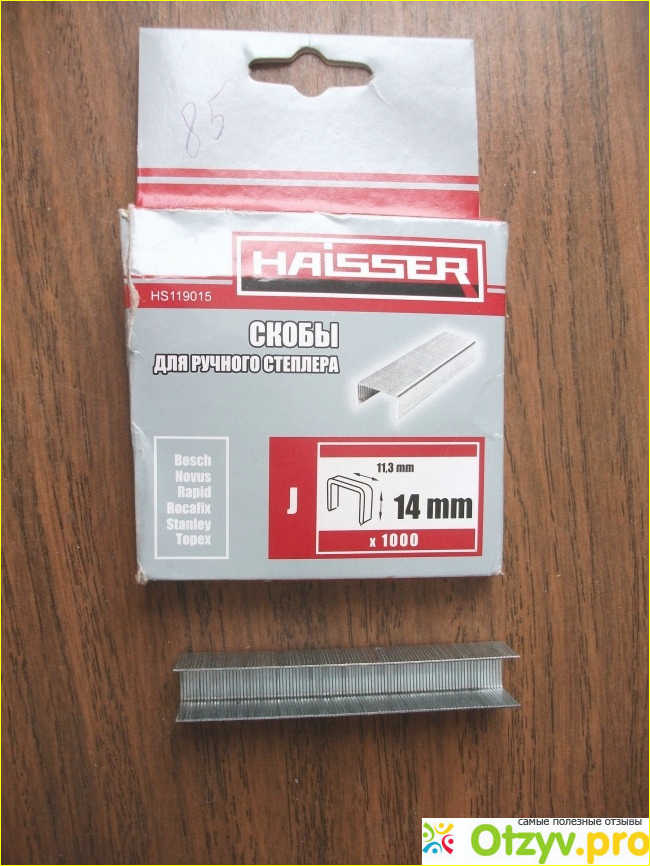 85
HAISSER
HS119015
СКОБЫ
ДЛЯ РУЧНОГО СТЕПЛЕРА
Bosch
Novus
Rapid
Rocafix
Stanley
Topex
J
11,3 mm
14 mm
x 1000
самые полезные отзывы
Otzyv.pro